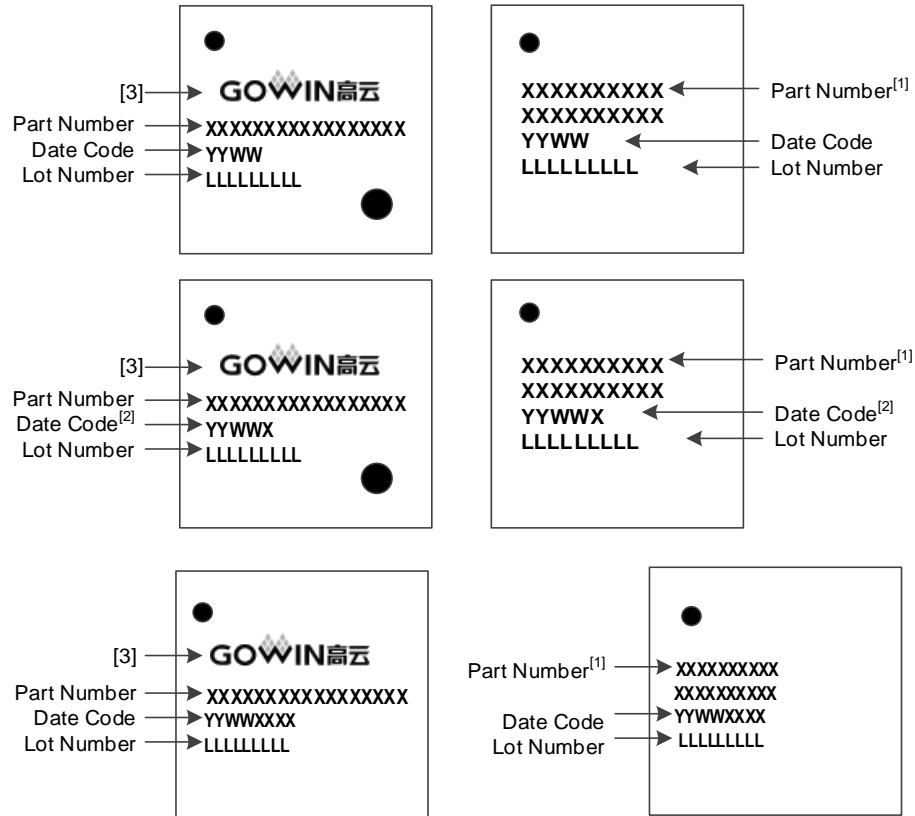 [3] GOWIN高云
Part Number XXXXXXXXXXXXXXXXX
Date Code YYWW
Lot Number LLLLLLLLL
XXXXXXXXXX Part Number[1]
XXXXXXXXXX
YYWW Date Code
LLLLLLLLL Lot Number
[3] GOWIN高云
Part Number XXXXXXXXXXXXXXXXX
Date Code[2] YYWWX
Lot Number LLLLLLLLL
XXXXXXXXXX Part Number[1]
XXXXXXXXXX
YYWWX Date Code[2]
LLLLLLLLL Lot Number
[3] GOWIN高云
Part Number XXXXXXXXXXXXXXXXX
Date Code YYWWXXXX
Lot Number LLLLLLLLL
Part Number[1] XXXXXXXXXX
XXXXXXXXXX
Date Code YYWWXXXX
Lot Number LLLLLLLLL